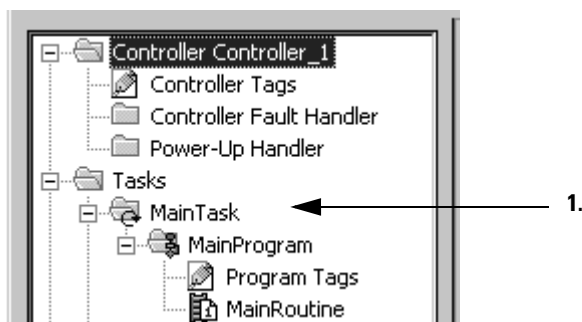 Controller Controller_1
Controller Tags
Controller Fault Handler
Power-Up Handler
Tasks
MainTask
1.
MainProgram
Program Tags
MainRoutine